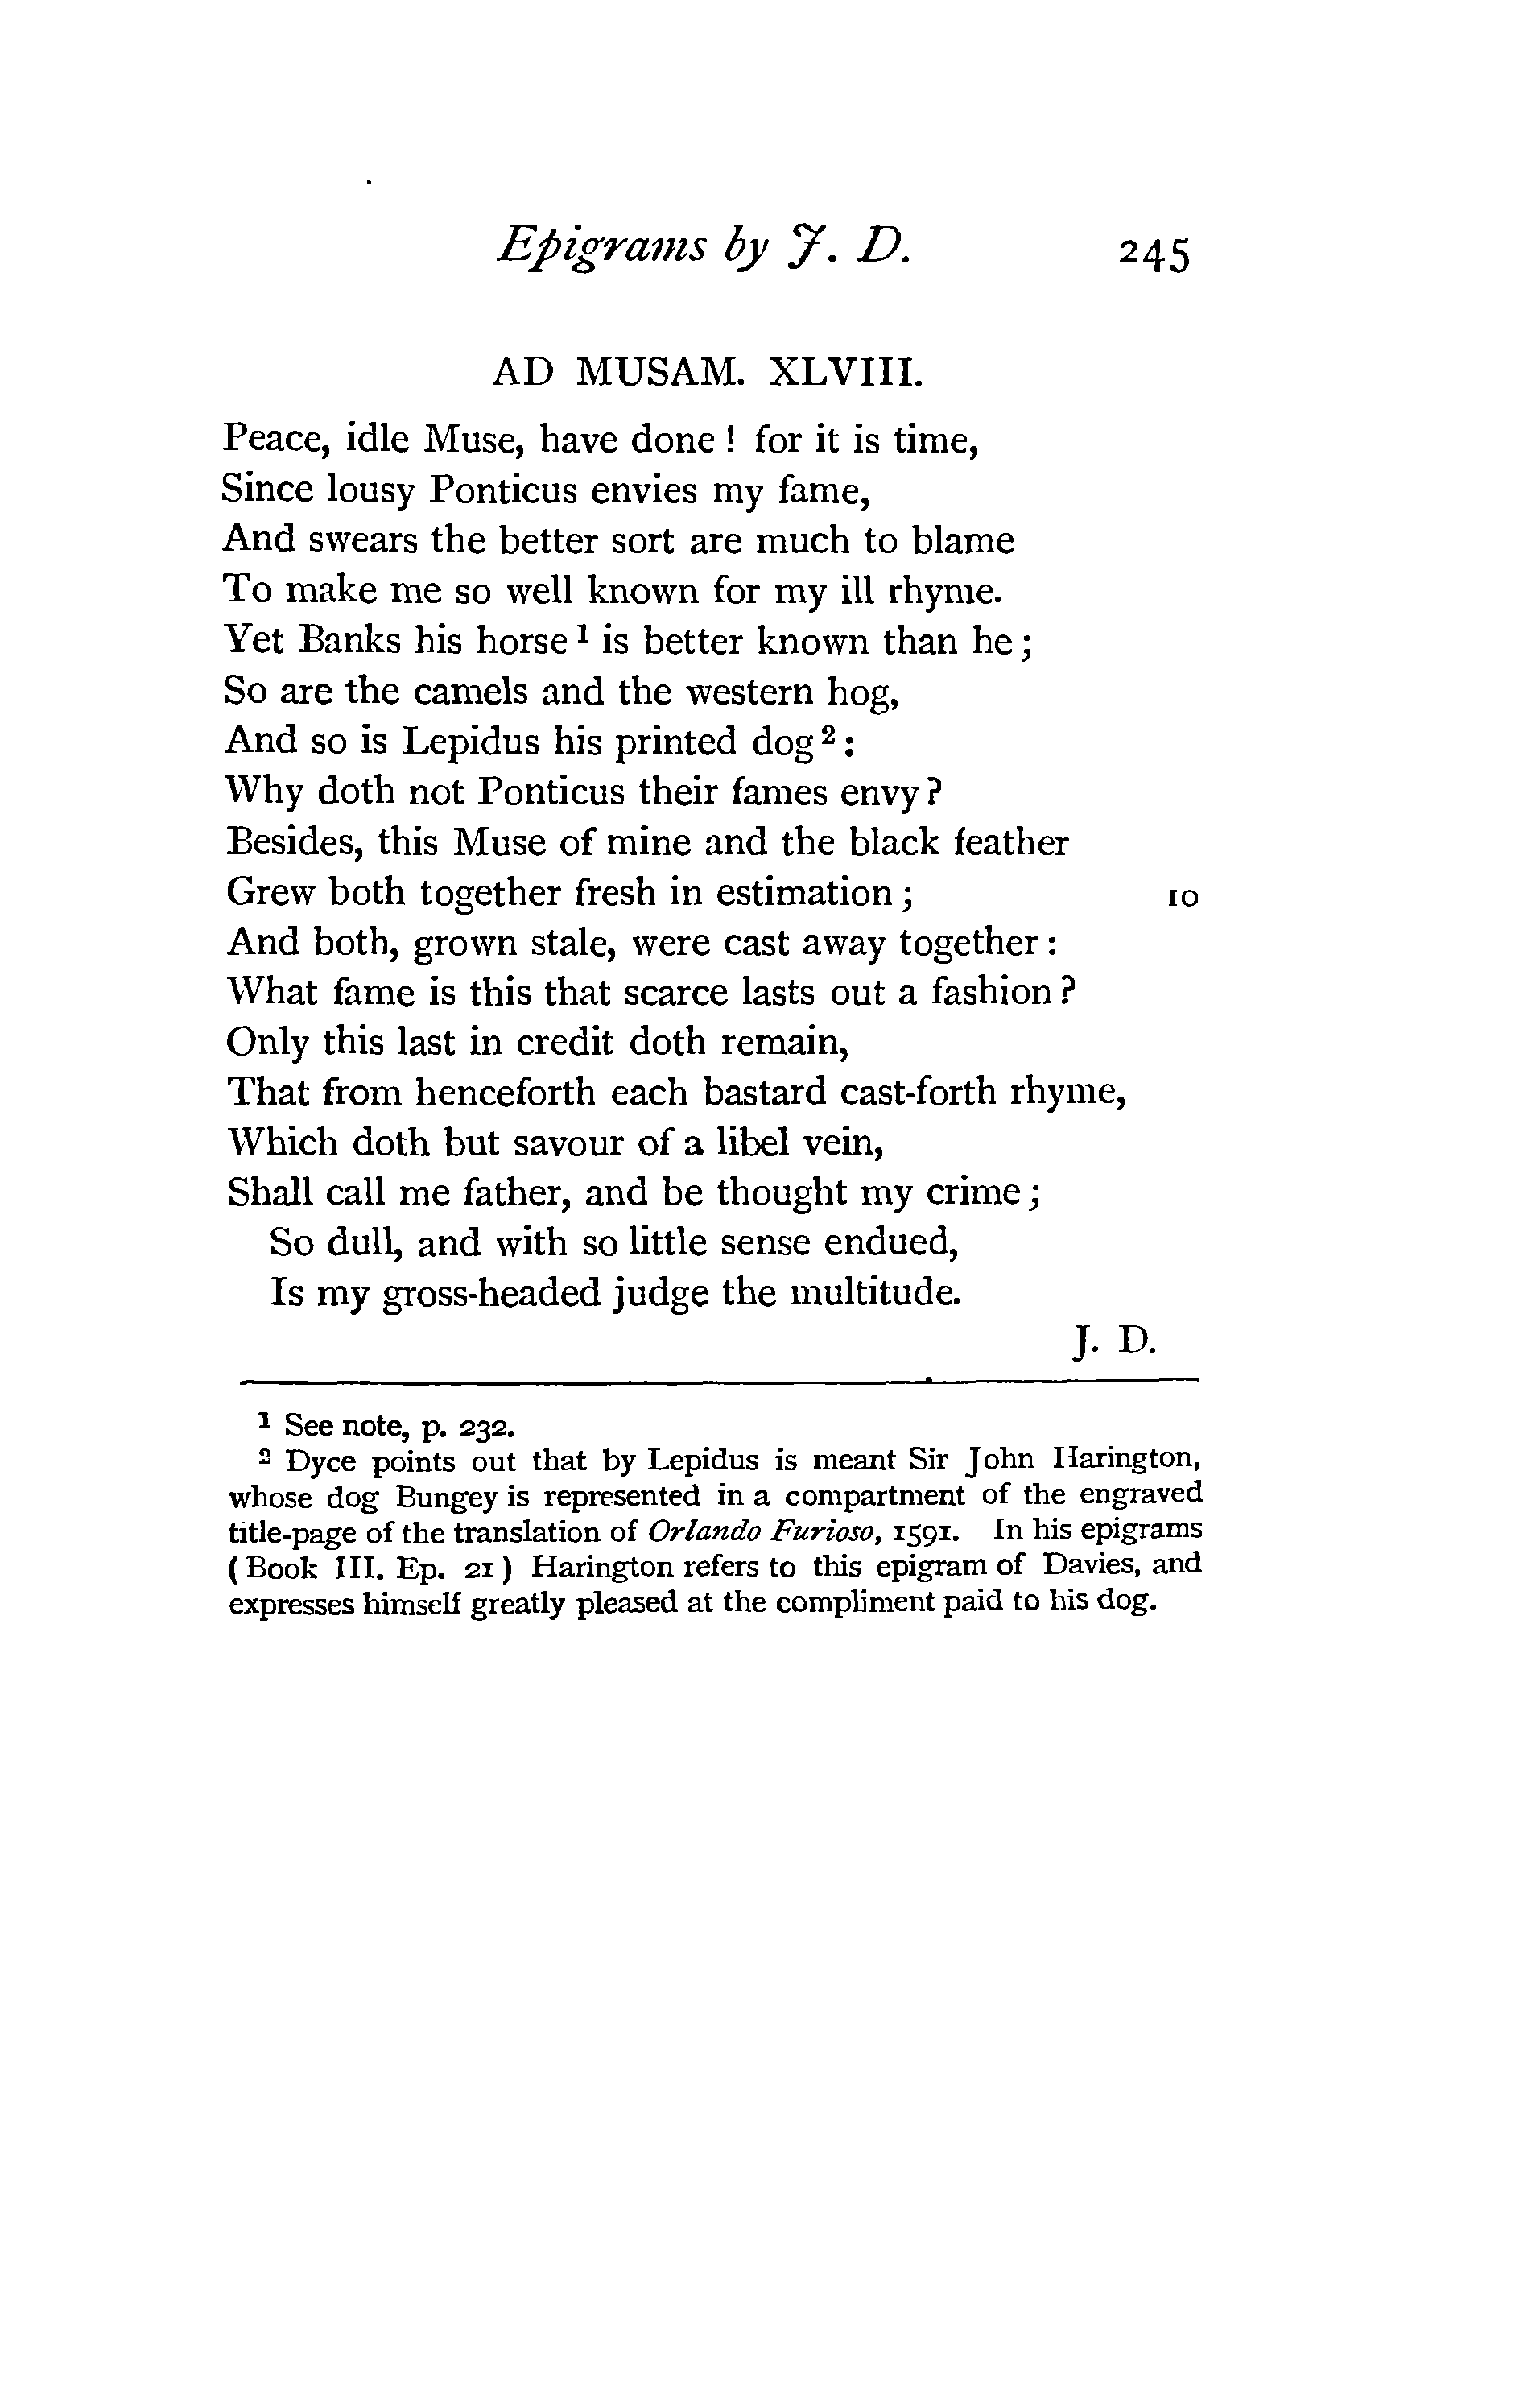 Epigrams by J. D. 245
AD MUSAM. XLVIII.
Peace, idle Muse, have done ! for it is time,
Since lousy Ponticus envies my fame,
And swears the better sort are much to blame
To make me so well known for my ill rhyme.
Yet Banks his horse ¹ is better known than he ;
So are the camels and the western hog,
And so is Lepidus his printed dog ² :
Why doth not Ponticus their fames envy ?
Besides, this Muse of mine and the black feather
Grew both together fresh in estimation ; 10
And both, grown stale, were cast away together :
What fame is this that scarce lasts out a fashion ?
Only this last in credit doth remain,
That from henceforth each bastard cast-forth rhyme,
Which doth but savour of a libel vein,
Shall call me father, and be thought my crime ;
So dull, and with so little sense endued,
Is my gross-headed judge the multitude.
J. D.
¹ See note, p. 232.
² Dyce points out that by Lepidus is meant Sir John Harington,
whose dog Bungey is represented in a compartment of the engraved
title-page of the translation of Orlando Furioso, 1591. In his epigrams
( Book III. Ep. 21 ) Harington refers to this epigram of Davies, and
expresses himself greatly pleased at the compliment paid to his dog.